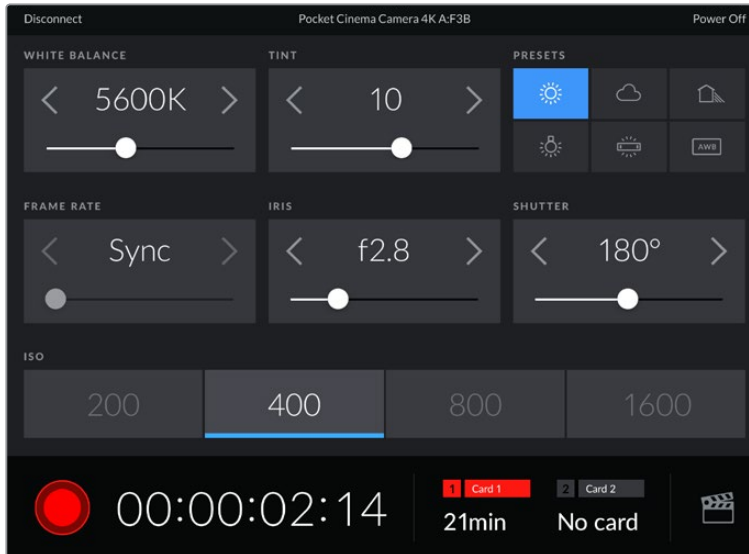 Disconnect
Pocket Cinema Camera 4K A:F3B
Power Off
WHITE BALANCE
TINT
PRESETS
5600K
10
AWB
FRAME RATE
IRIS
SHUTTER
Sync
f2.8
180°
ISO
200
400
800
1600
00:00:02:14
1 Card 1
21min
2 Card 2
No card